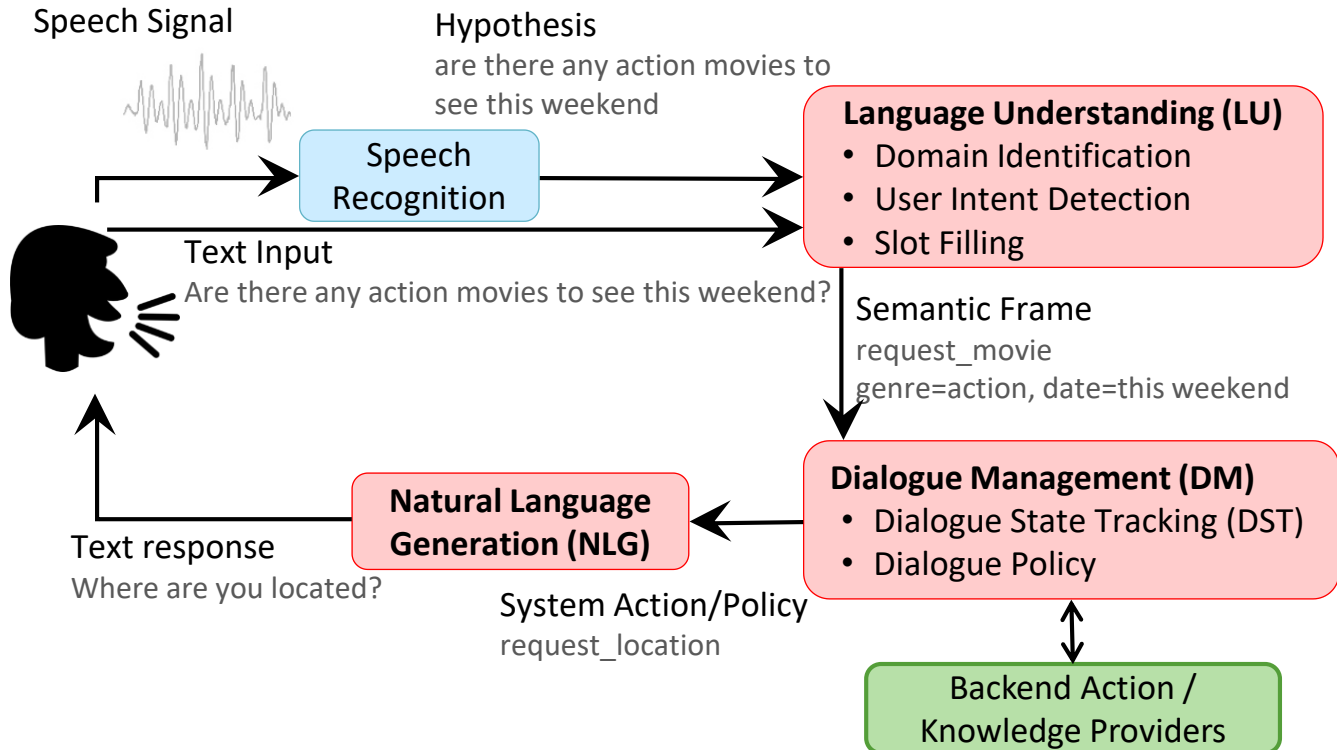 Speech Signal
Hypothesis
are there any action movies to
see this weekend
Speech
Recognition
Language Understanding (LU)
• Domain Identification
• User Intent Detection
• Slot Filling
Text Input
Are there any action movies to see this weekend?
Semantic Frame
request_movie
genre=action, date=this weekend
Dialogue Management (DM)
• Dialogue State Tracking (DST)
• Dialogue Policy
Natural Language
Generation (NLG)
Text response
Where are you located?
System Action/Policy
request_location
Backend Action /
Knowledge Providers